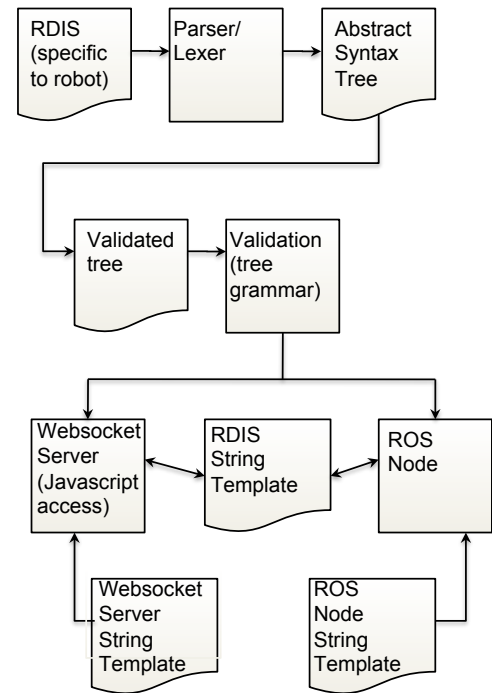 RDIS
(specific
to robot)
Parser/
Lexer
Abstract
Syntax
Tree
Validated
tree
Validation
(tree
grammar)
Websocket
Server
(Javascript
access)
RDIS
String
Template
ROS
Node
Websocket
Server
String
Template
ROS
Node
String
Template